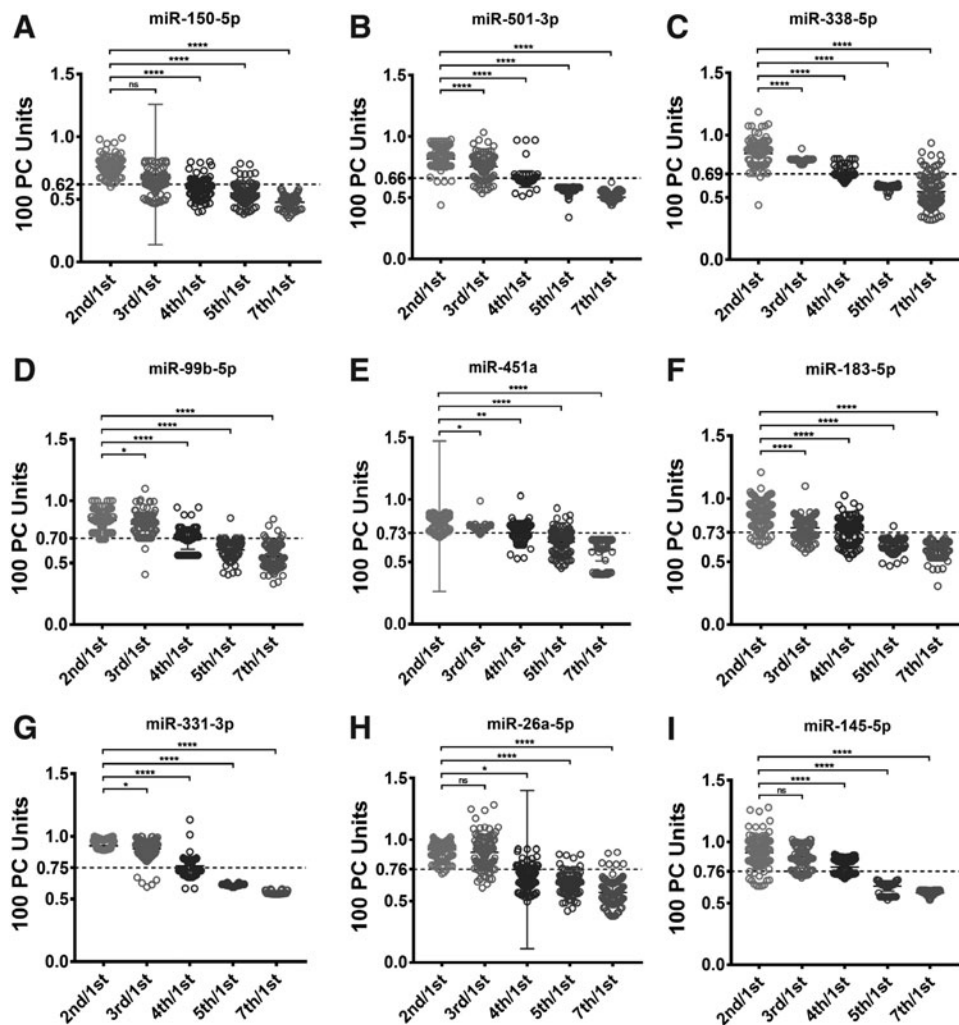 A
miR-150-5p
****
****
****
ns
100 PC Units
1.5
1.0
0.62
0.5
0.0
2nd/1st
3rd/1st
4th/1st
5th/1st
7th/1st
B
miR-501-3p
****
****
****
****
100 PC Units
1.5
1.0
0.66
0.5
0.0
2nd/1st
3rd/1st
4th/1st
5th/1st
7th/1st
C
miR-338-5p
****
****
****
****
100 PC Units
1.5
1.0
0.69
0.5
0.0
2nd/1st
3rd/1st
4th/1st
5th/1st
7th/1st
D
miR-99b-5p
****
****
****
*
100 PC Units
1.5
1.0
0.70
0.5
0.0
2nd/1st
3rd/1st
4th/1st
5th/1st
7th/1st
E
miR-451a
****
****
**
*
100 PC Units
1.5
1.0
0.73
0.5
0.0
2nd/1st
3rd/1st
4th/1st
5th/1st
7th/1st
F
miR-183-5p
****
****
****
****
100 PC Units
1.5
1.0
0.73
0.5
0.0
2nd/1st
3rd/1st
4th/1st
5th/1st
7th/1st
G
miR-331-3p
****
****
****
*
100 PC Units
1.5
1.0
0.76
0.5
0.0
2nd/1st
3rd/1st
4th/1st
5th/1st
7th/1st
H
miR-26a-5p
****
****
*
ns
100 PC Units
1.5
1.0
0.76
0.5
0.0
2nd/1st
3rd/1st
4th/1st
5th/1st
7th/1st
I
miR-145-5p
****
****
****
ns
100 PC Units
1.5
1.0
0.76
0.5
0.0
2nd/1st
3rd/1st
4th/1st
5th/1st
7th/1st